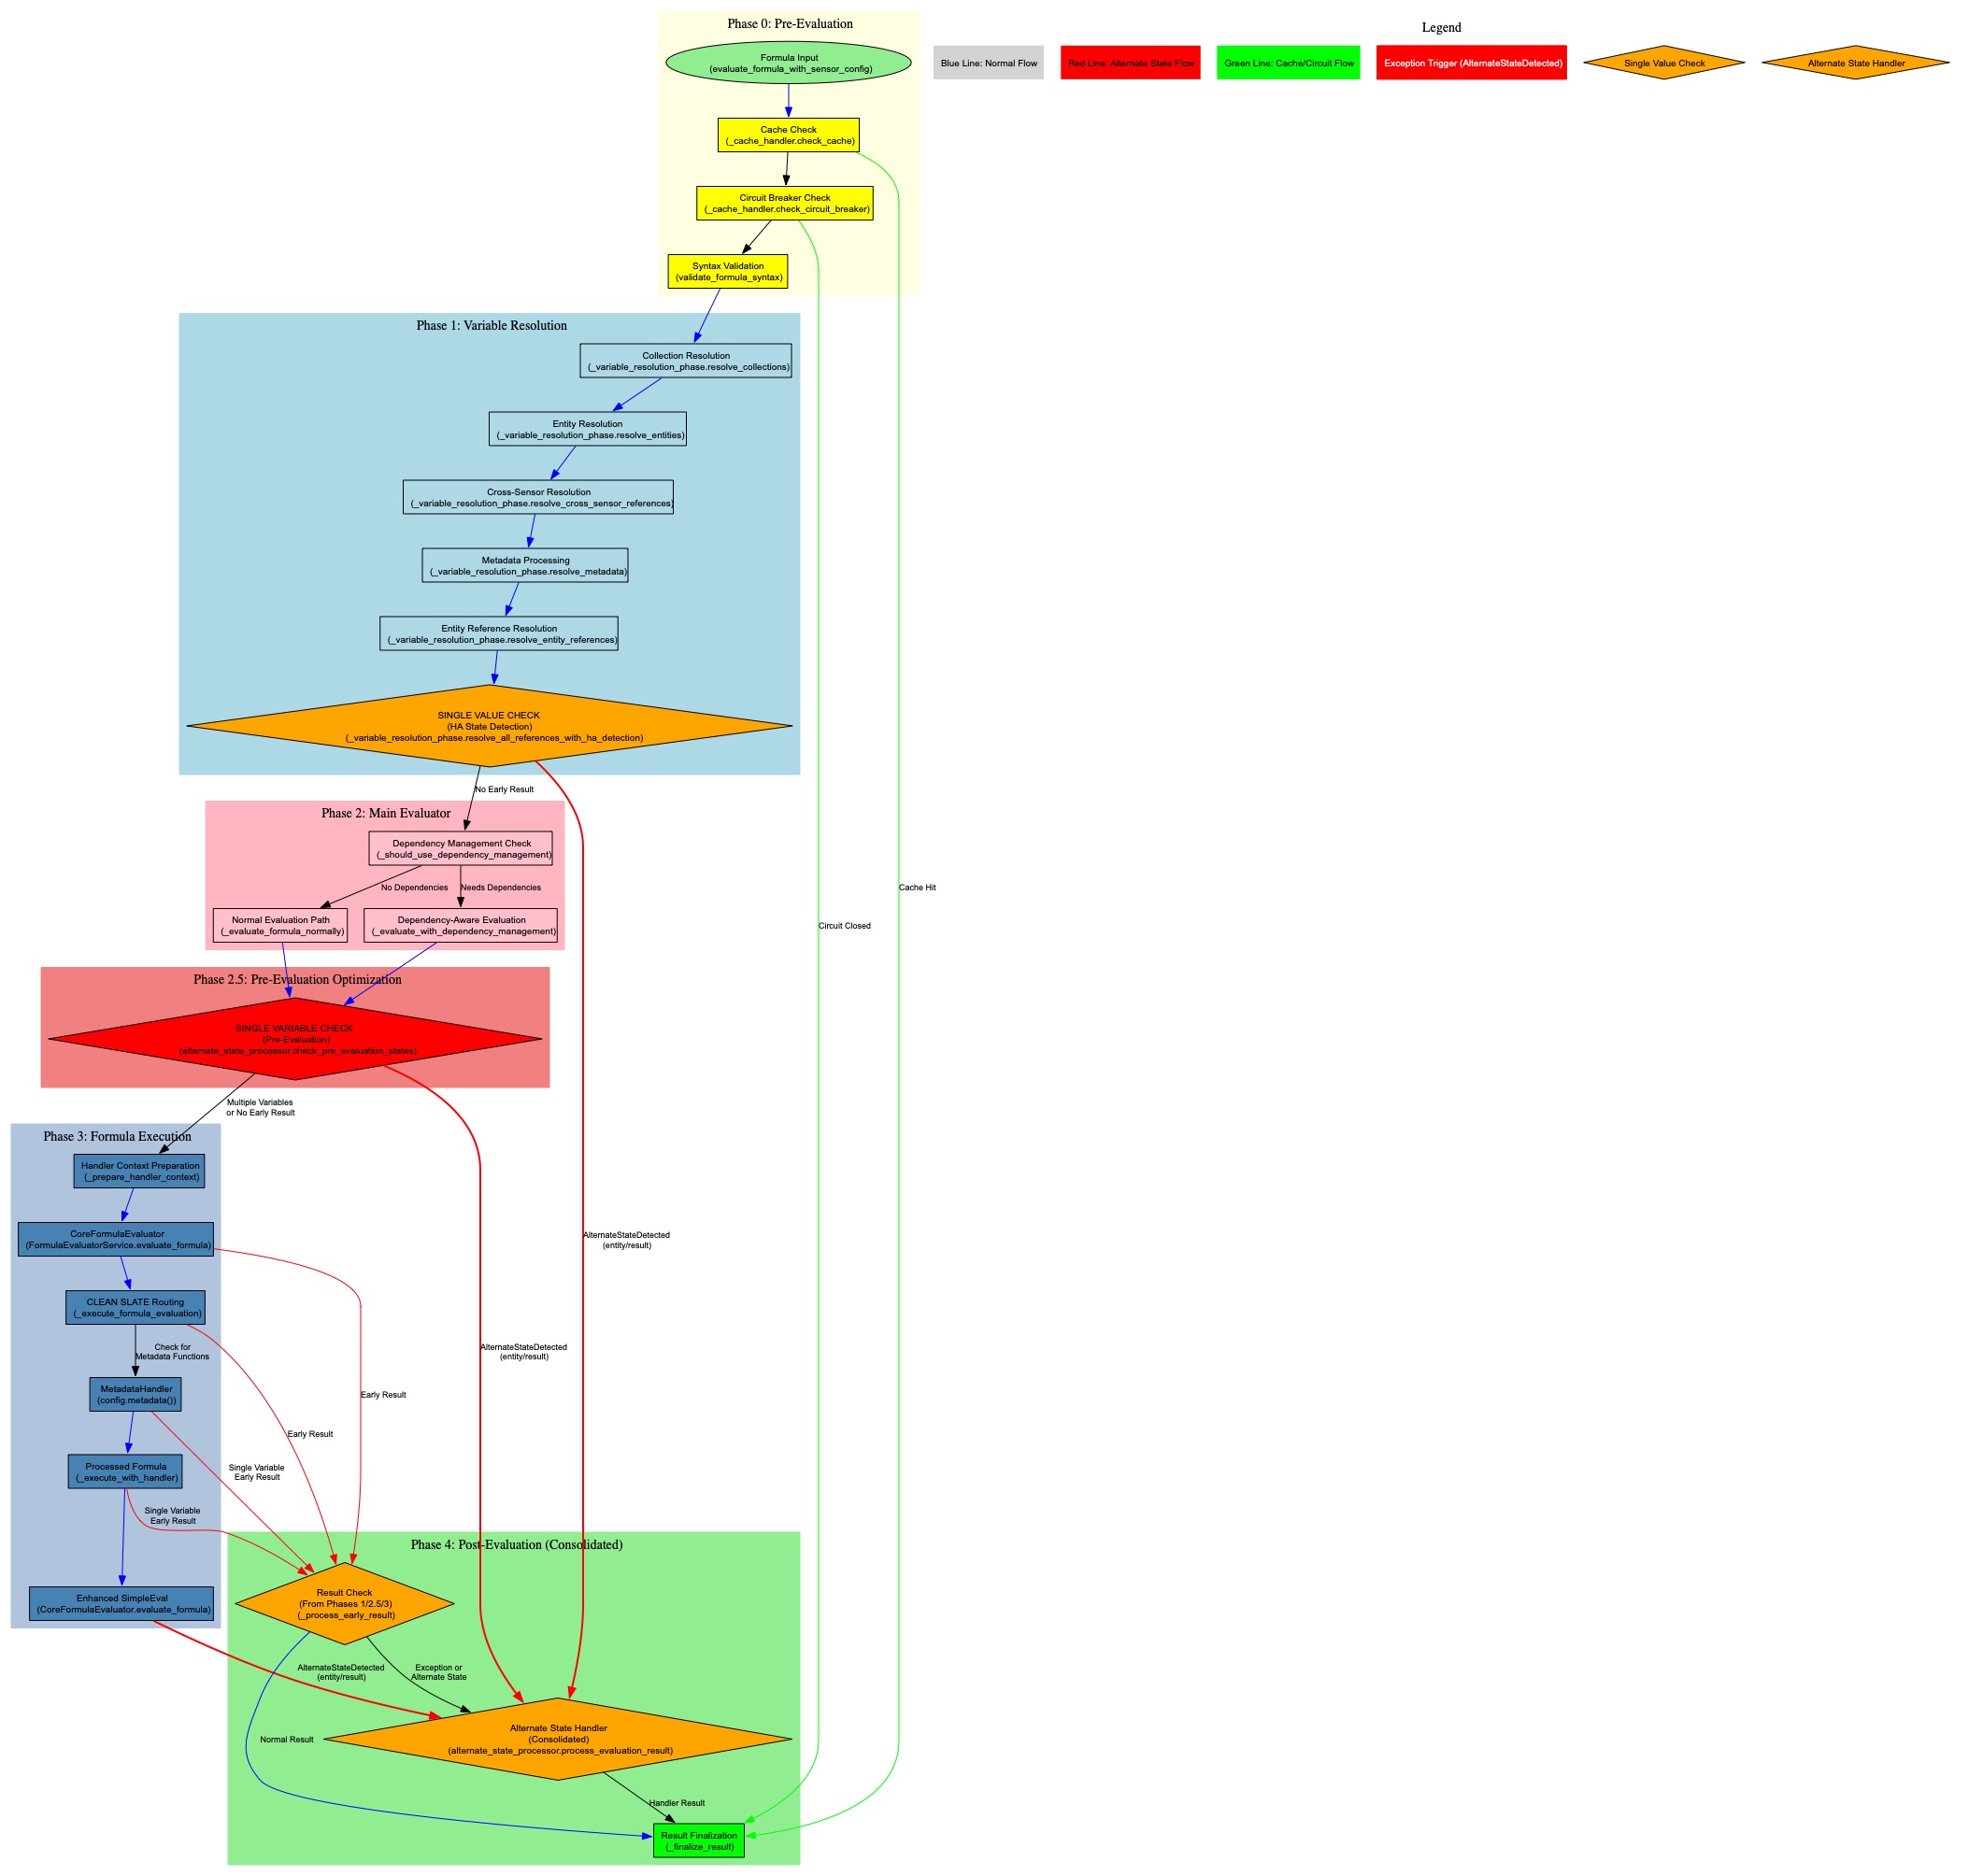 Phase 0: Pre-Evaluation
Formula Input
(evaluate_formula_with_sensor_config)
Cache Check
(_cache_handler.check_cache)
Circuit Breaker Check
(_cache_handler.check_circuit_breaker)
Syntax Validation
(validate_formula_syntax)
Legend
Blue Line: Normal Flow
Red Line: Alternate State Flow
Green Line: Cache/Circuit Flow
Exception Trigger (AlternateStateDetected)
Single Value Check
Alternate State Handler
Phase 1: Variable Resolution
Collection Resolution
(_variable_resolution_phase.resolve_collections)
Entity Resolution
(_variable_resolution_phase.resolve_entities)
Cross-Sensor Resolution
(_variable_resolution_phase.resolve_cross_sensor_references)
Metadata Processing
(_variable_resolution_phase.resolve_metadata)
Entity Reference Resolution
(_variable_resolution_phase.resolve_entity_references)
SINGLE VALUE CHECK
(HA State Detection)
(_variable_resolution_phase.resolve_all_references_with_ha_detection)
No Early Result
Phase 2: Main Evaluator
Dependency Management Check
(_should_use_dependency_management)
No Dependencies
Needs Dependencies
Cache Hit
Normal Evaluation Path
(_evaluate_formula_normally)
Dependency-Aware Evaluation
(_evaluate_with_dependency_management)
Circuit Closed
Phase 2.5: Pre-Evaluation Optimization
SINGLE VARIABLE CHECK
(Pre-Evaluation)
(alternate_state_processor.check_pre_evaluation_states)
Multiple Variables
or No Early Result
Phase 3: Formula Execution
Handler Context Preparation
(_prepare_handler_context)
CoreFormulaEvaluator
(FormulaEvaluatorService.evaluate_formula)
AlternateStateDetected
(entity/result)
CLEAN SLATE Routing
(_execute_formula_evaluation)
Check for
Metadata Functions
AlternateStateDetected
(entity/result)
MetadataHandler
(config.metadata())
Early Result
Early Result
Processed Formula
(_execute_with_handler)
Single Variable
Early Result
Single Variable
Early Result
Enhanced SimpleEval
(CoreFormulaEvaluator.evaluate_formula)
Phase 4: Post-Evaluation (Consolidated)
Result Check
(From Phases 1/2.5/3)
(_process_early_result)
AlternateStateDetected
(entity/result)
Exception or
Alternate State
Normal Result
Alternate State Handler
(Consolidated)
(alternate_state_processor.process_evaluation_result)
Handler Result
Result Finalization
(_finalize_result)